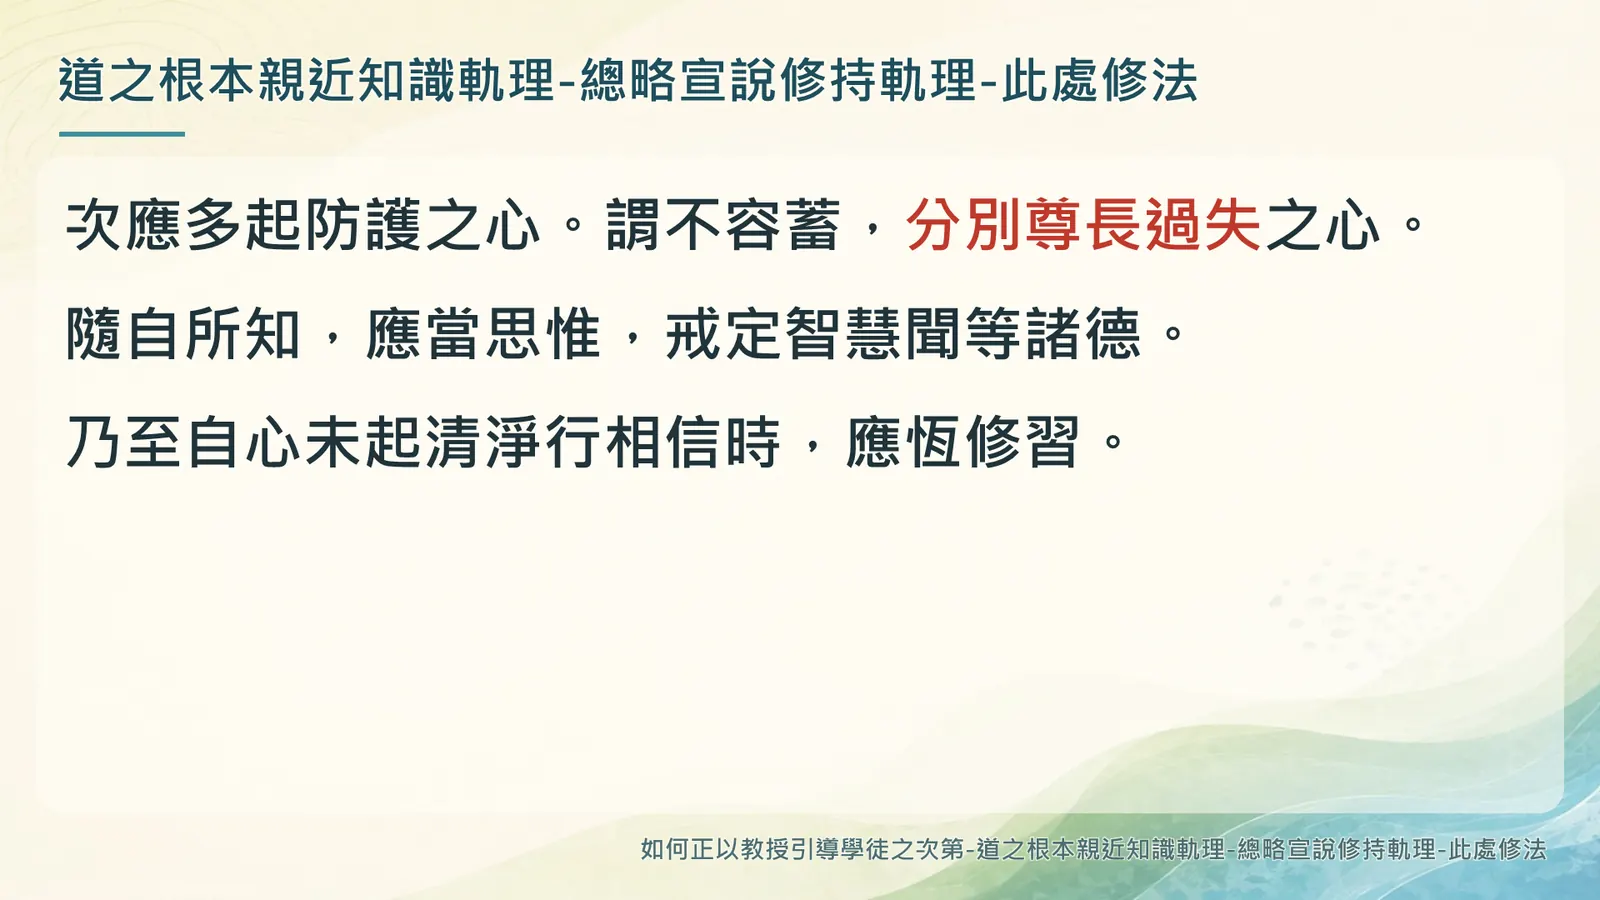 道之根本親近知識軌理-總略宣說修持軌理-此處修法
次應多起防護之心。謂不容蓄，分別尊長過失之心。
隨自所知，應當思惟，戒定智慧聞等諸德。
乃至自心未起清淨行相信時，應恆修習。
如何正以教授引導學徒之次第-道之根本親近知識軌理-總略宣說修持軌理-此處修法